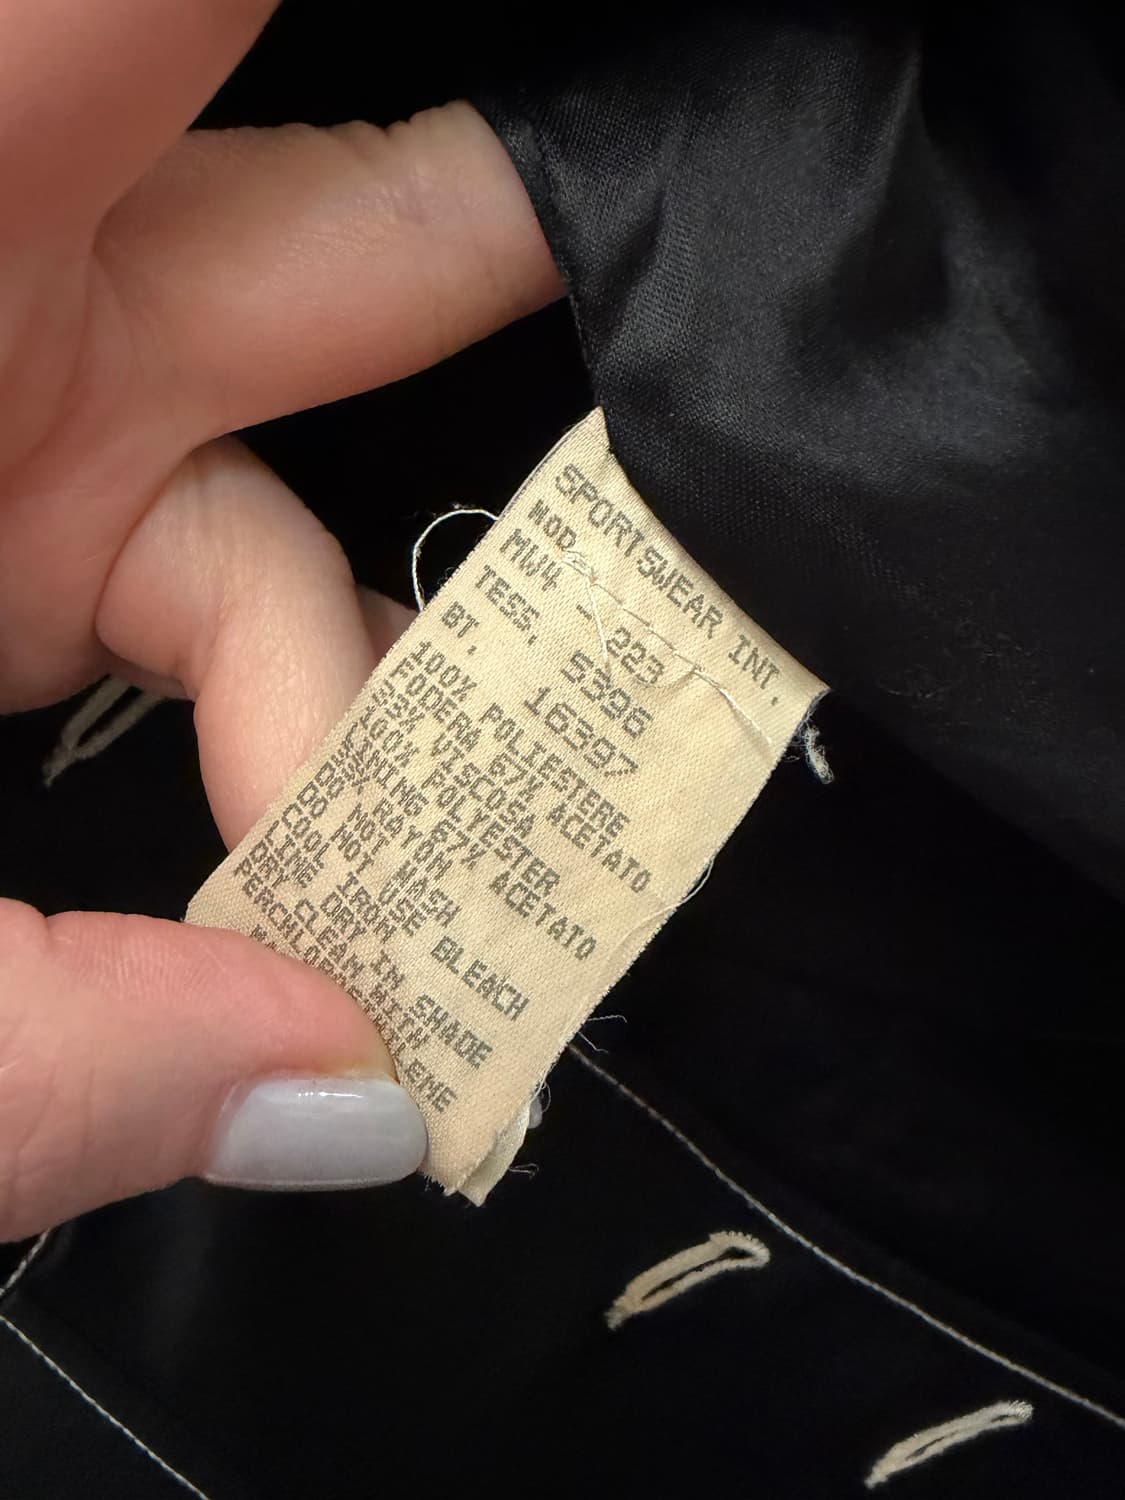 SPORTSWEAR INT.
MOD.
MW4 - 223
TESS. 5396
BT. 16397
100% POLIESTERE
FODERA 67% ACETATO
33% VISCOSA
100% POLYESTER
LINING 67% ACETATO
33% RAYON
DO NOT WASH
DO NOT USE BLEACH
COOL IRON
LINE DRY IN SHADE
DRY CLEAN WITH